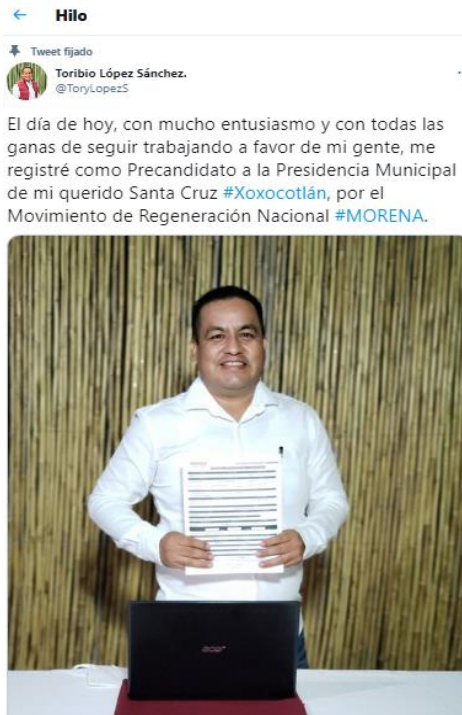 Hilo
Tweet fijado
Toribio López Sánchez.
@ToryLopezS
El día de hoy, con mucho entusiasmo y con todas las
ganas de seguir trabajando a favor de mi gente, me
registré como Precandidato a la Presidencia Municipal
de mi querido Santa Cruz #Xoxocotlán, por el
Movimiento de Regeneración Nacional #MORENA.
acer